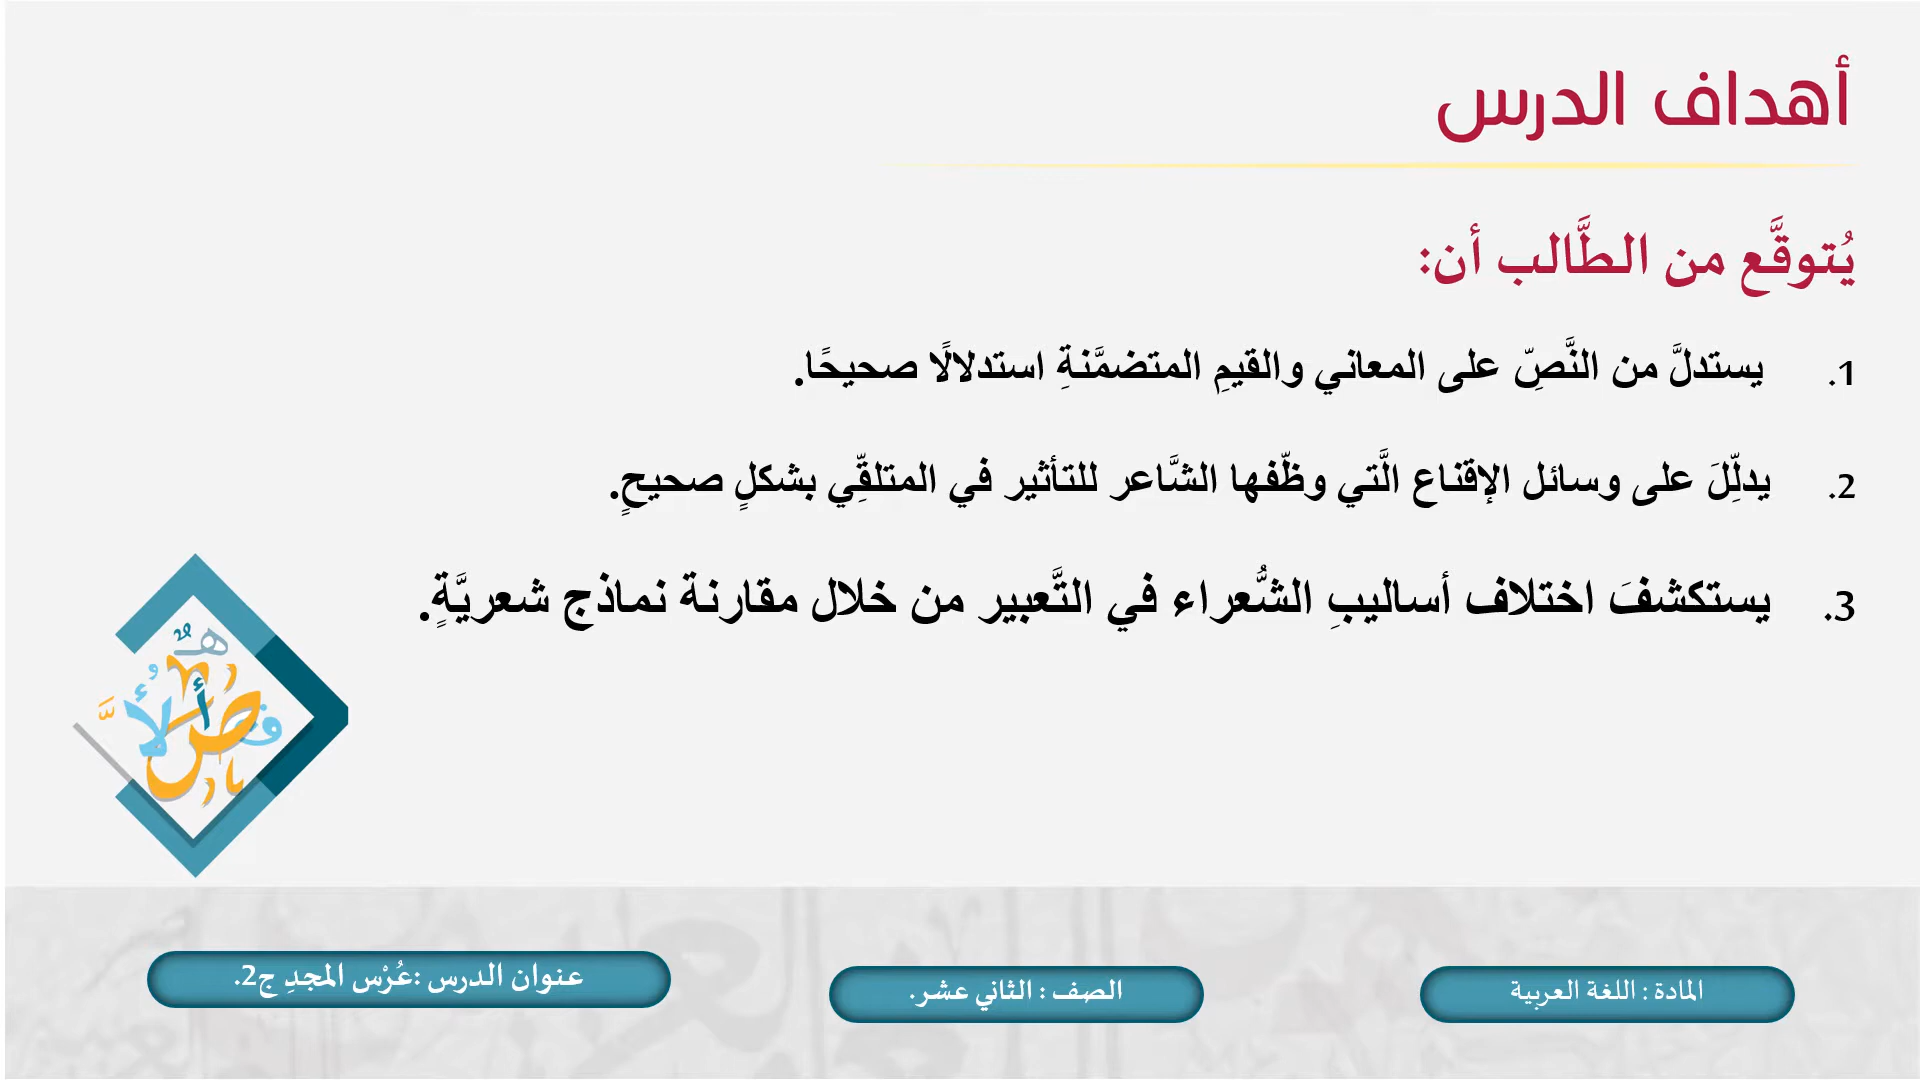 أهداف الدرس
يُتوقَّع من الطَّالب أن:
1. يستدلَّ من النَّصِّ على المعاني والقيمِ المتضمَّنةِ استدلالًا صحيحًا.
2. يدلِّلَ على وسائل الإقناع الَّتي وظّفها الشَّاعر للتأثير في المتلقِّي بشكلٍ صحيحٍ.
3. يستكشفَ اختلاف أساليبِ الشُّعراء في التَّعبير من خلال مقارنة نماذج شعريَّةٍ.
المادة : اللغة العربية
الصف : الثاني عشر.
عنوان الدرس :عُرْس المجدِ ج2.